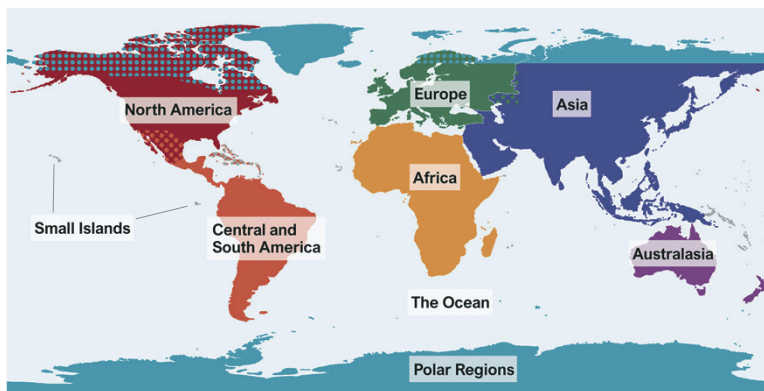 North America
Europe
Asia
Africa
Small Islands
Central and
South America
Australasia
The Ocean
Polar Regions